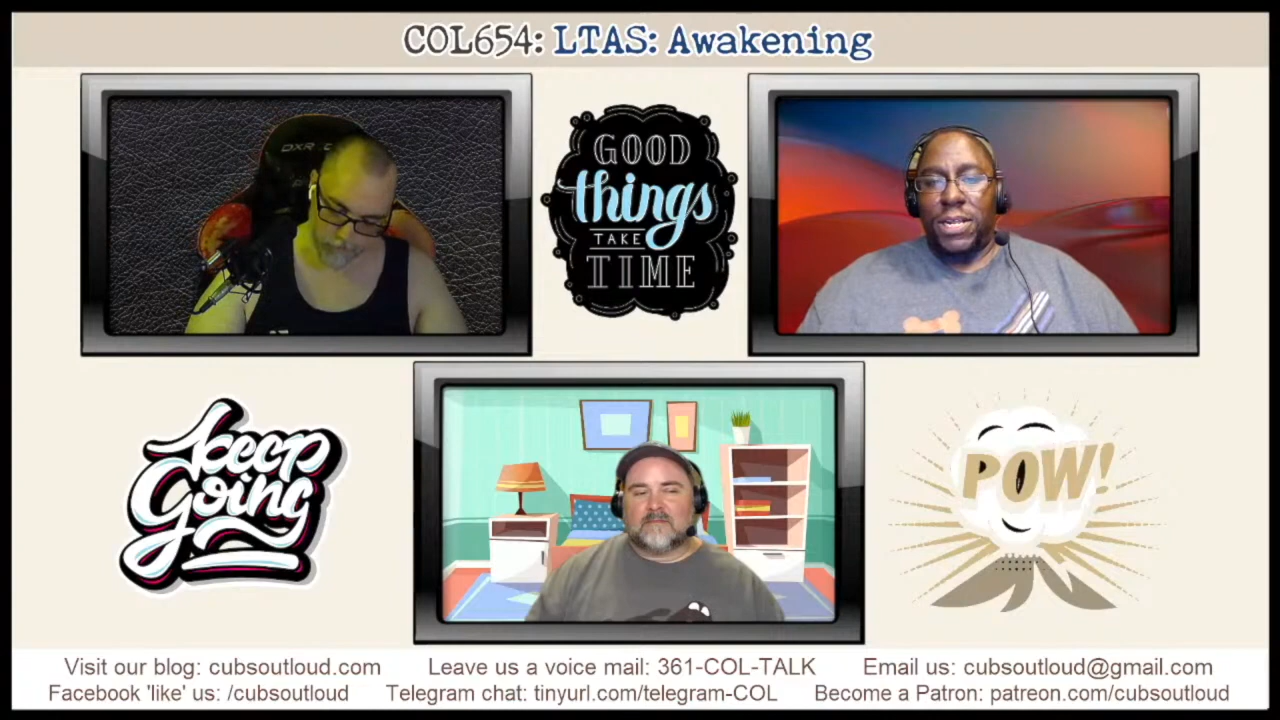 COL654: LTAS: Awakening
DXR
GOOD
things
TAKE
TIME
keep
Going
POW!
Visit our blog: cubsoutloud.com Leave us a voice mail: 361-COL-TALK Email us: cubsoutloud@gmail.com
Facebook 'like' us: /cubsoutloud Telegram chat: tinyurl.com/telegram-COL Become a Patron: patreon.com/cubsoutloud